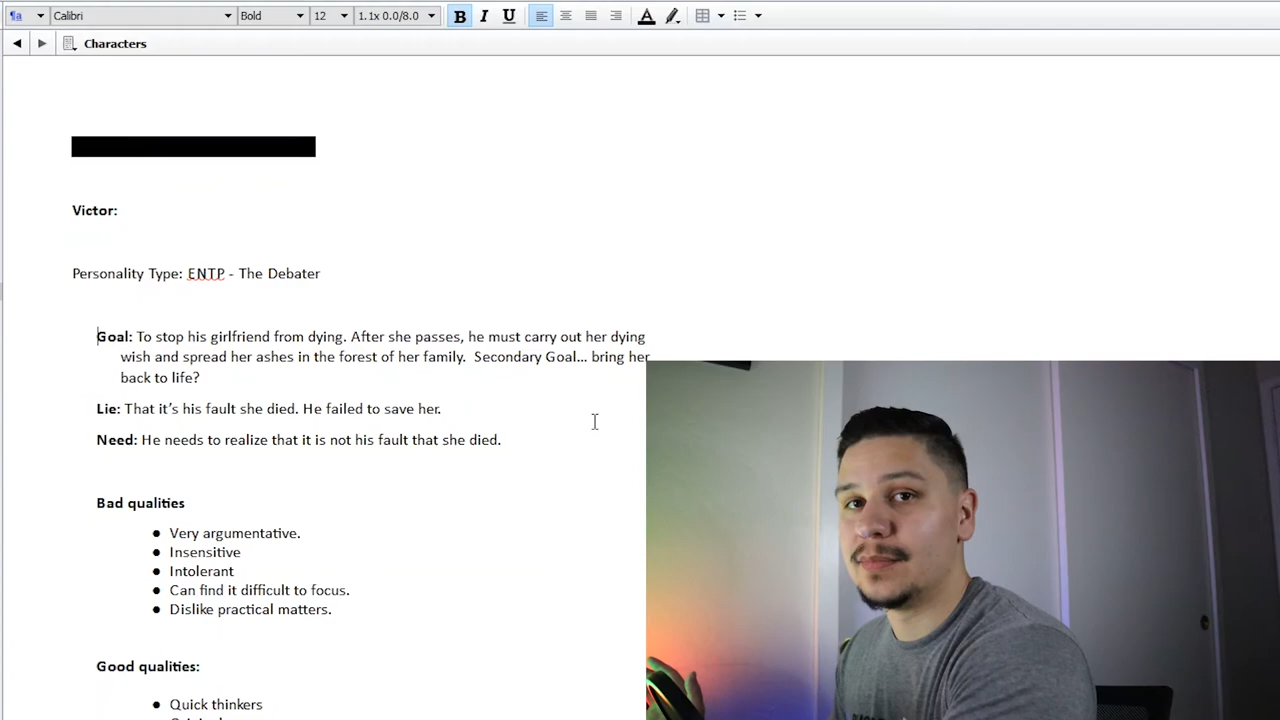 Calibri Bold 12 1.1x 0.0/8.0 B I U A
Characters
Victor:
Personality Type: ENTP - The Debater
Goal: To stop his girlfriend from dying. After she passes, he must carry out her dying
wish and spread her ashes in the forest of her family.  Secondary Goal... bring her
back to life?
Lie: That it's his fault she died. He failed to save her.
Need: He needs to realize that it is not his fault that she died.
Bad qualities
● Very argumentative.
● Insensitive
● Intolerant
● Can find it difficult to focus.
● Dislike practical matters.
Good qualities:
● Quick thinkers